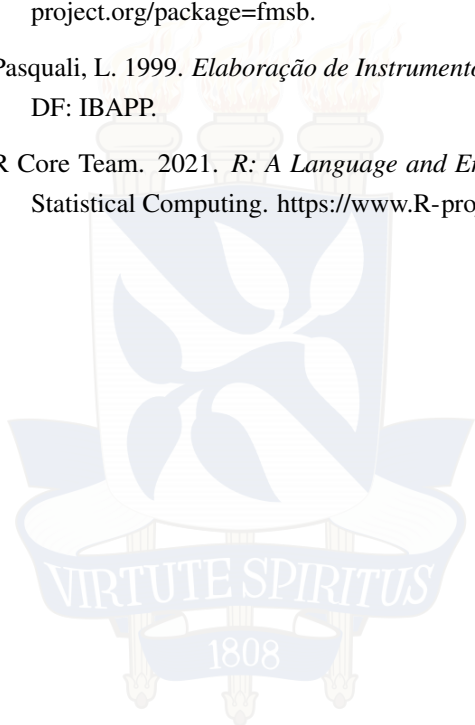 project.org/package=fmsb.
Pasquali, L. 1999. Elaboração de Instrumento
DF: IBAPP.
R Core Team. 2021. R: A Language and En
Statistical Computing. https://www.R-pro
VIRTUTE SPIRITUS
1808